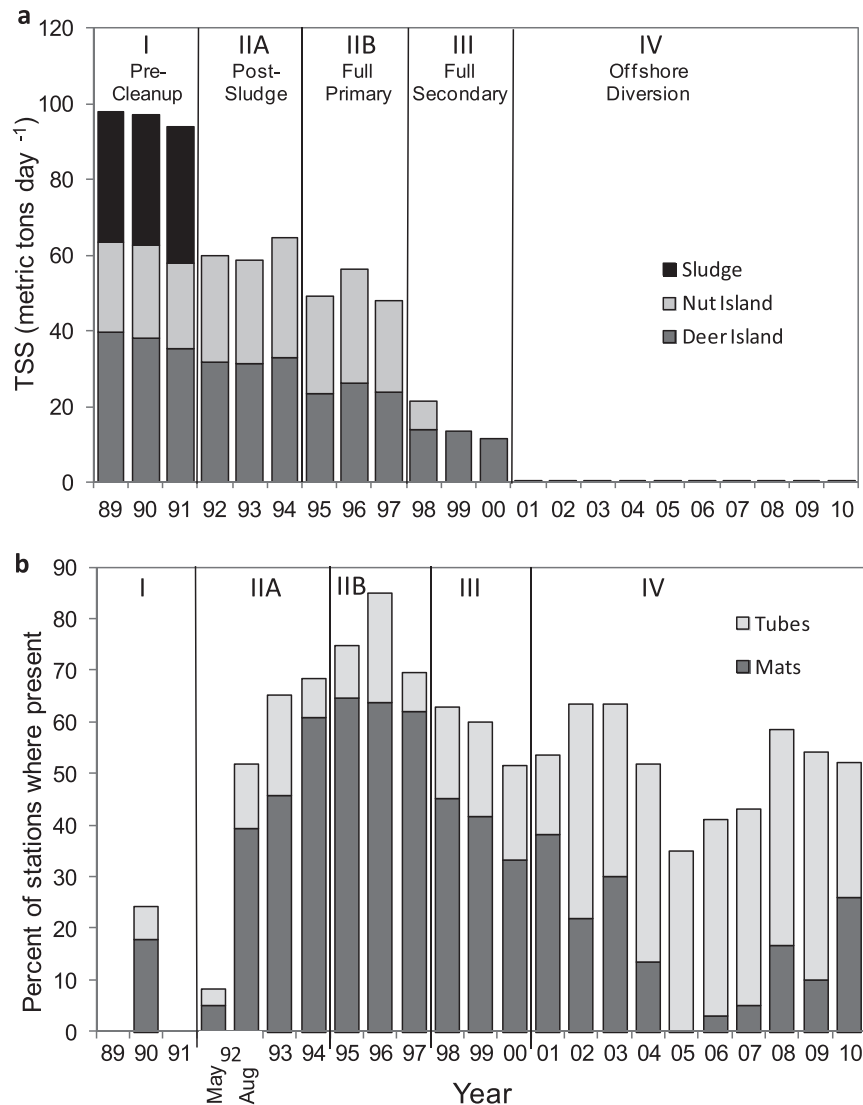 a
120
100
80
60
40
20
0
TSS (metric tons day -1)
I
Pre-
Cleanup
IIA
Post-
Sludge
IIB
Full
Primary
III
Full
Secondary
IV
Offshore
Diversion
Sludge
Nut Island
Deer Island
89 90 91 92 93 94 95 96 97 98 99 00 01 02 03 04 05 06 07 08 09 10
b
90
80
70
60
50
40
30
20
10
0
Percent of stations where present
I IIA IIB III IV
Tubes
Mats
89 90 91 92 93 94 95 96 97 98 99 00 01 02 03 04 05 06 07 08 09 10
May
Aug
Year